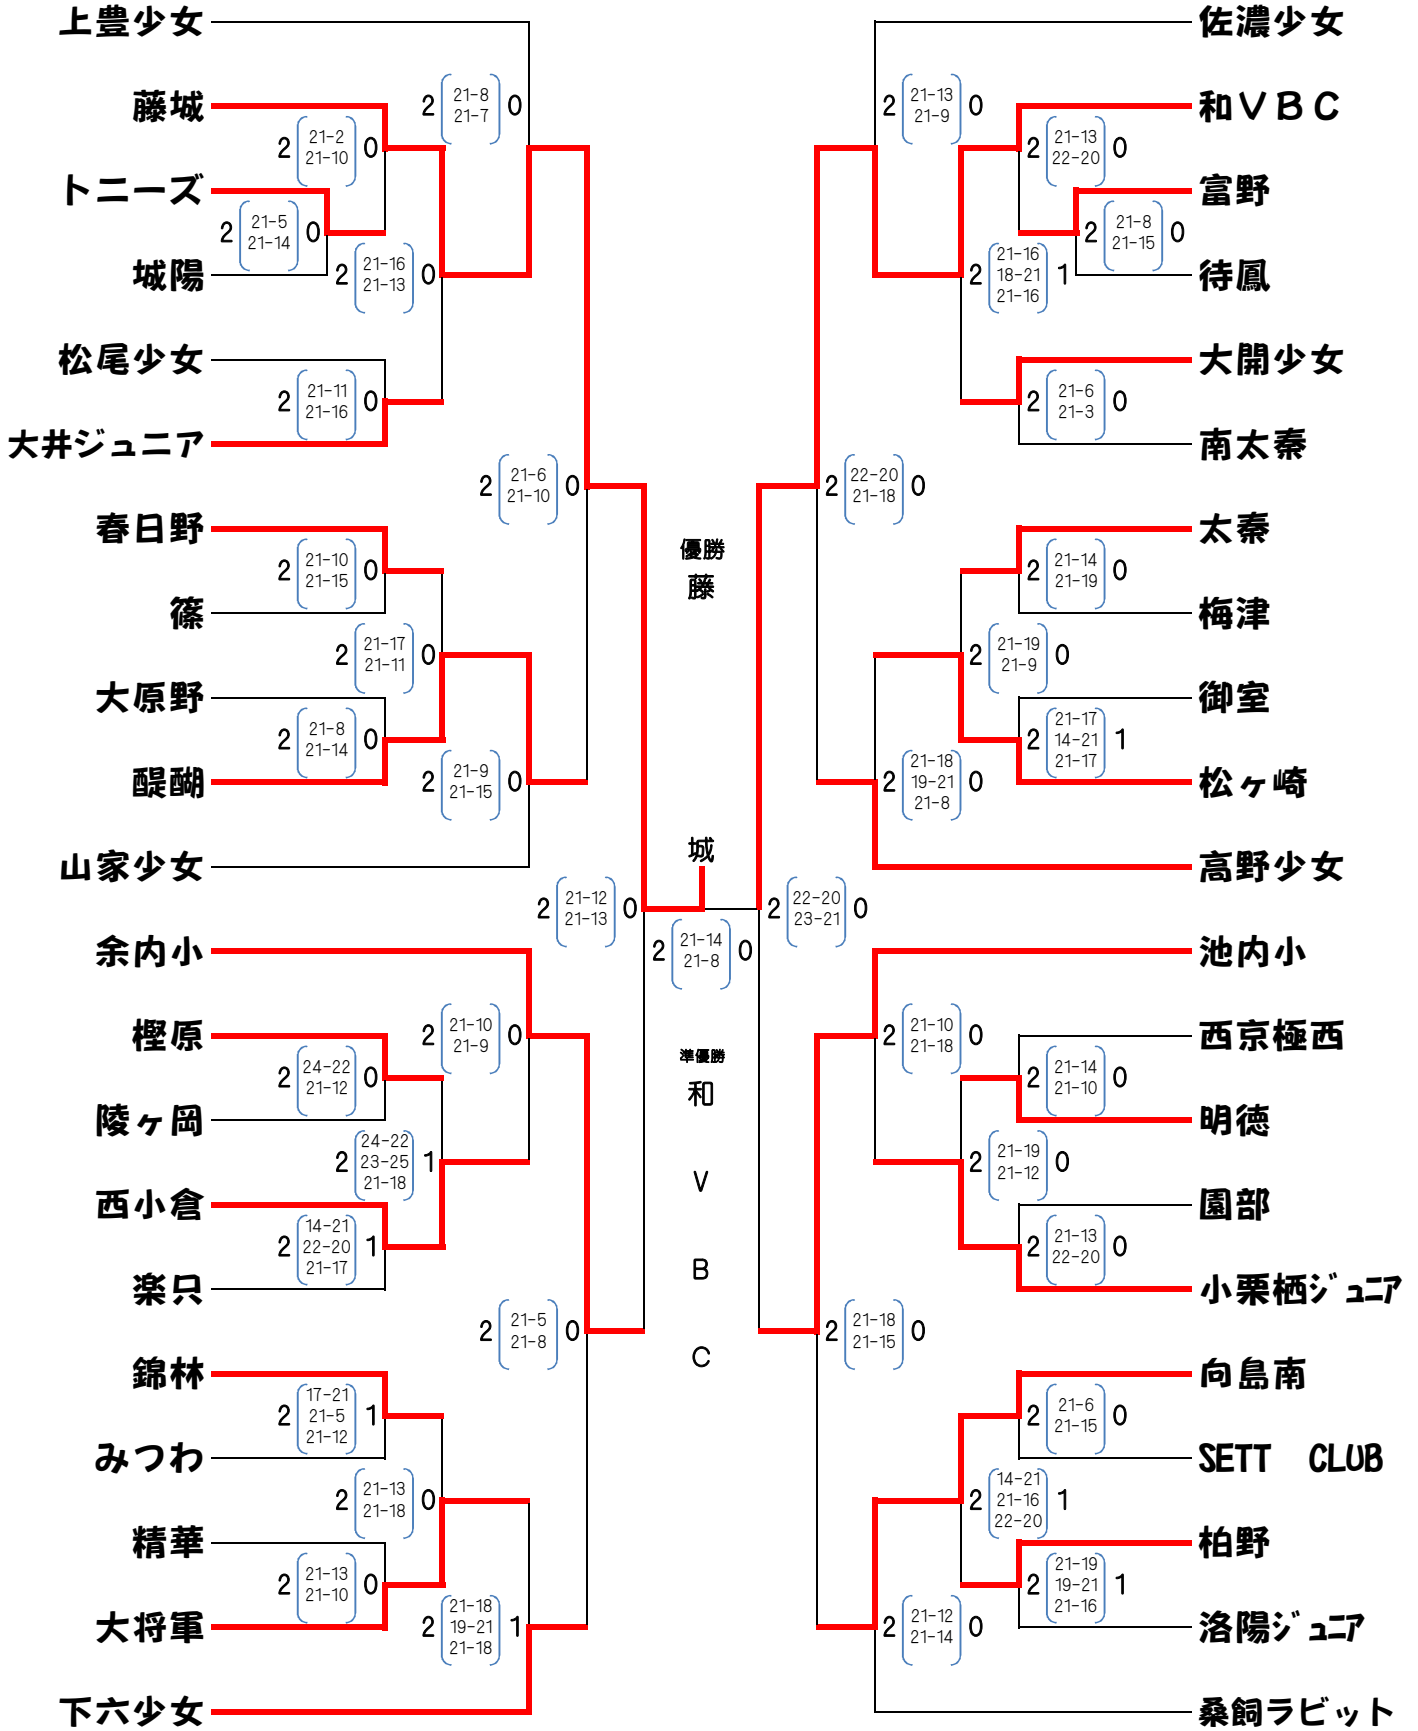 上豊少女
藤城
トニーズ
城陽
松尾少女
大井ジュニア
春日野
篠
大原野
醍醐
山家少女
余内小
樫原
陵ヶ岡
西小倉
楽只
錦林
みつわ
精華
大将軍
下六少女
2 21-8 0
21-7
2 21-2 0
21-10
2 21-5 0
21-14
2 21-16 0
21-13
2 21-11 0
21-16
2 21-6 0
21-10
2 21-10 0
21-15
2 21-17 0
21-11
2 21-8 0
21-14
2 21-9 0
21-15
2 21-12 0
21-13
2 21-10 0
21-9
2 24-22 0
21-12
24-22
2 23-25 1
21-18
14-21
2 22-20 1
21-17
2 21-5 0
21-8
17-21
2 21-5 1
21-12
2 21-13 0
21-18
2 21-13 0
21-10
21-18
2 19-21 1
21-18
優勝
藤
城
2 21-14 0
21-8
準優勝
和
V
B
C
2 21-13 0
21-9
2 21-13 0
22-20
2 21-8 0
21-15
21-16
2 18-21 1
21-16
2 21-6 0
21-3
2 22-20 0
21-18
2 21-14 0
21-19
2 21-19 0
21-9
21-17
2 14-21 1
21-17
21-18
2 19-21 0
21-8
2 22-20 0
23-21
2 21-10 0
21-18
2 21-14 0
21-10
2 21-19 0
21-12
2 21-13 0
22-20
2 21-18 0
21-15
2 21-6 0
21-15
14-21
2 21-16 1
22-20
21-19
2 19-21 1
21-16
2 21-12 0
21-14
佐濃少女
和VBC
富野
待鳳
大開少女
南太秦
太秦
梅津
御室
松ヶ崎
高野少女
池内小
西京極西
明徳
園部
小栗栖ジュニア
向島南
SETT CLUB
柏野
洛陽ジュニア
桑飼ラビット